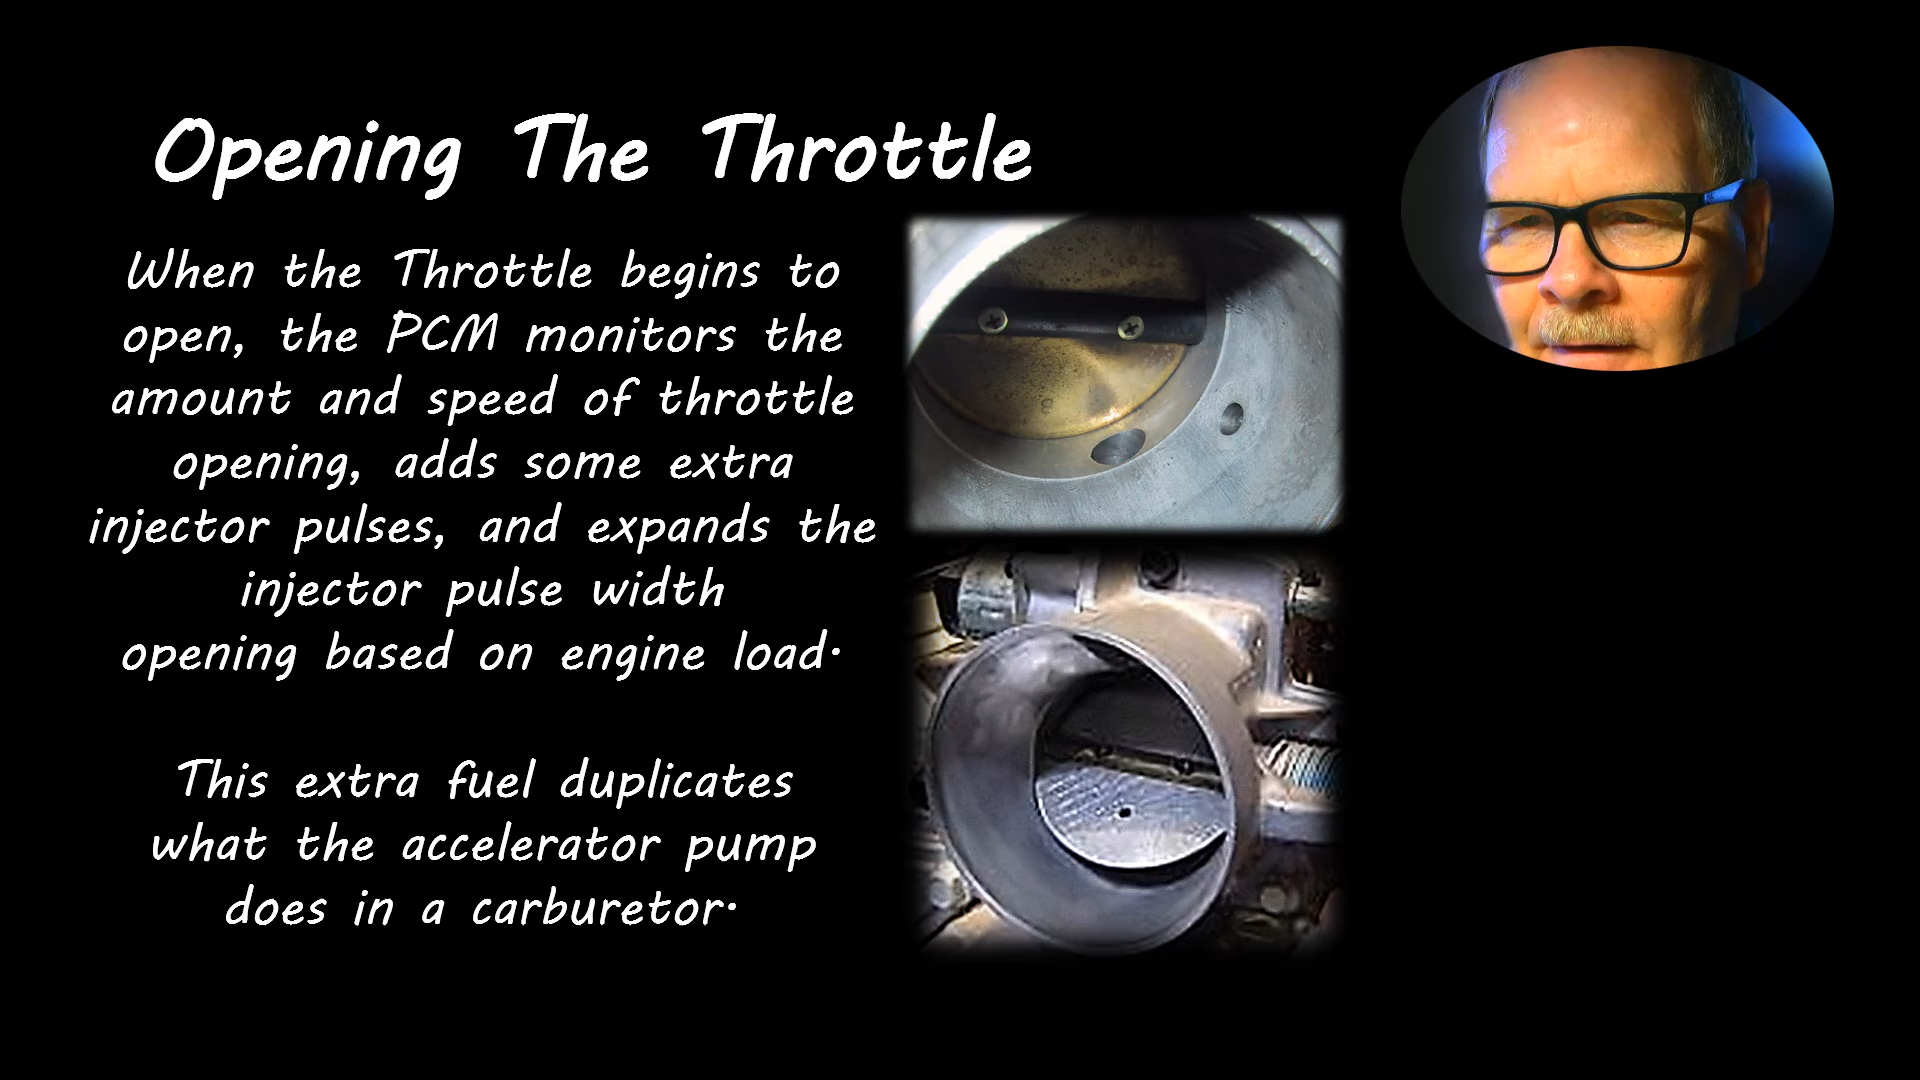 Opening The Throttle
When the Throttle begins to
open, the PCM monitors the
amount and speed of throttle
opening, adds some extra
injector pulses, and expands the
injector pulse width
opening based on engine load.
This extra fuel duplicates
what the accelerator pump
does in a carburetor.